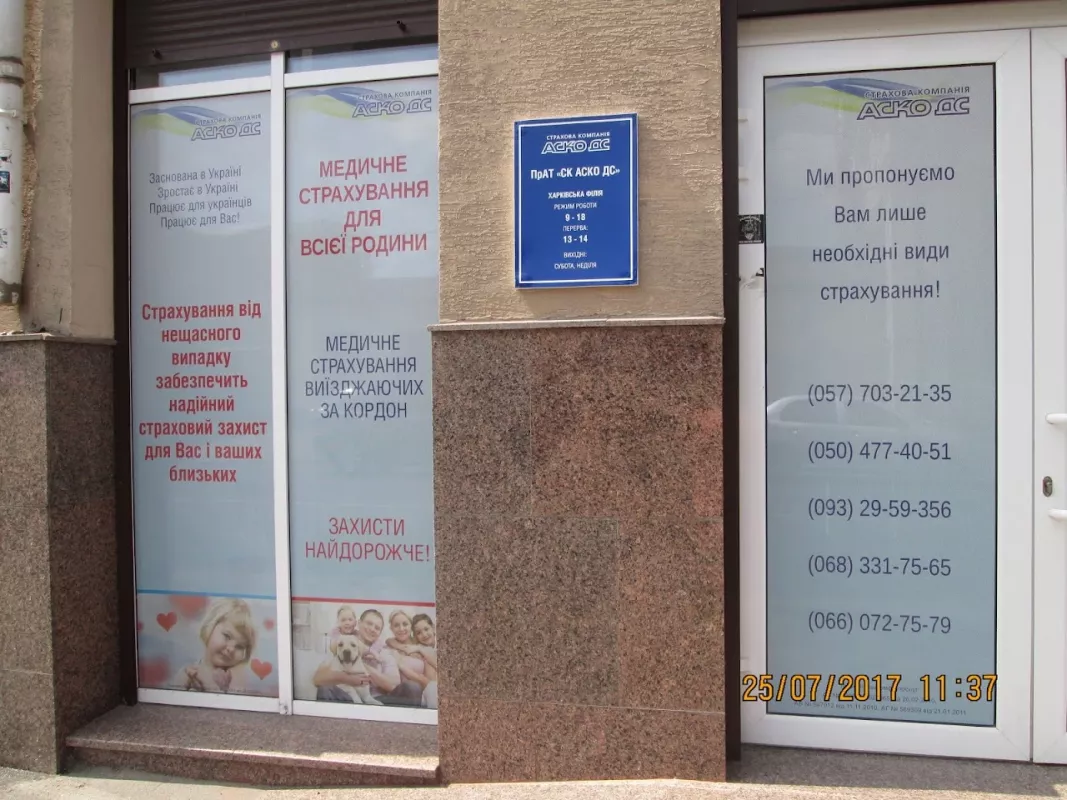 СТРАХОВА КОМПАНІЯ
АСКО ДС
Заснована в Україні
Зростає в Україні
Працює для українців
Працює для Вас!
Страхування від
нещасного
випадку
забезпечить
надійний
страховий захист
для Вас і ваших
близьких
СТРАХОВА КОМПАНІЯ
АСКО ДС
МЕДИЧНЕ
СТРАХУВАННЯ
ДЛЯ
ВСІЄЇ РОДИНИ
МЕДИЧНЕ
СТРАХУВАННЯ
ВИЇЗДЖАЮЧИХ
ЗА КОРДОН
ЗАХИСТИ
НАЙДОРОЖЧЕ!
СТРАХОВА КОМПАНІЯ
АСКО ДС
ПрАТ «СК АСКО ДС»
ХАРКІВСЬКА ФІЛІЯ
РЕЖИМ РОБОТИ
9 - 18
ПЕРЕРВА:
13 - 14
ВИХІДНІ:
СУБОТА, НЕДІЛЯ
СТРАХОВА КОМПАНІЯ
АСКО ДС
Ми пропонуємо
Вам лише
необхідні види
страхування!
(057) 703-21-35
(050) 477-40-51
(093) 29-59-356
(068) 331-75-65
(066) 072-75-79
25/07/2017 11:37